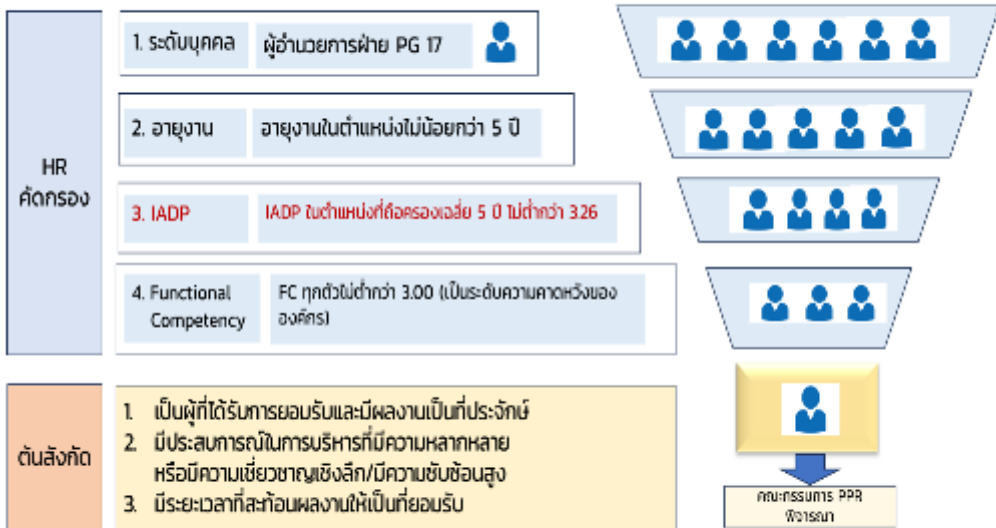 HR
คัดกรอง
1. ระดับบุคคล ผู้อำนวยการฝ่าย PG 17
2. อายุงาน อายุงานในตำแหน่งไม่น้อยกว่า 5 ปี
3. IADP IADP ในตำแหน่งที่ถือครองเฉลี่ย 5 ปี ไม่ต่ำกว่า 3.26
4. Functional
Competency
FC ทุกตัวไม่ต่ำกว่า 3.00 (เป็นระดับความคาดหวังของ
องค์กร)
ต้นสังกัด
1. เป็นผู้ที่ได้รับการยอมรับและมีผลงานเป็นที่ประจักษ์
2. มีประสบการณ์ในการบริหารที่มีความหลากหลาย
หรือมีความเชี่ยวชาญเชิงลึก/มีความซับซ้อนสูง
3. มีระยะเวลาที่สะท้อนผลงานให้เป็นที่ยอมรับ
คณะกรรมการ PPR
พิจารณา